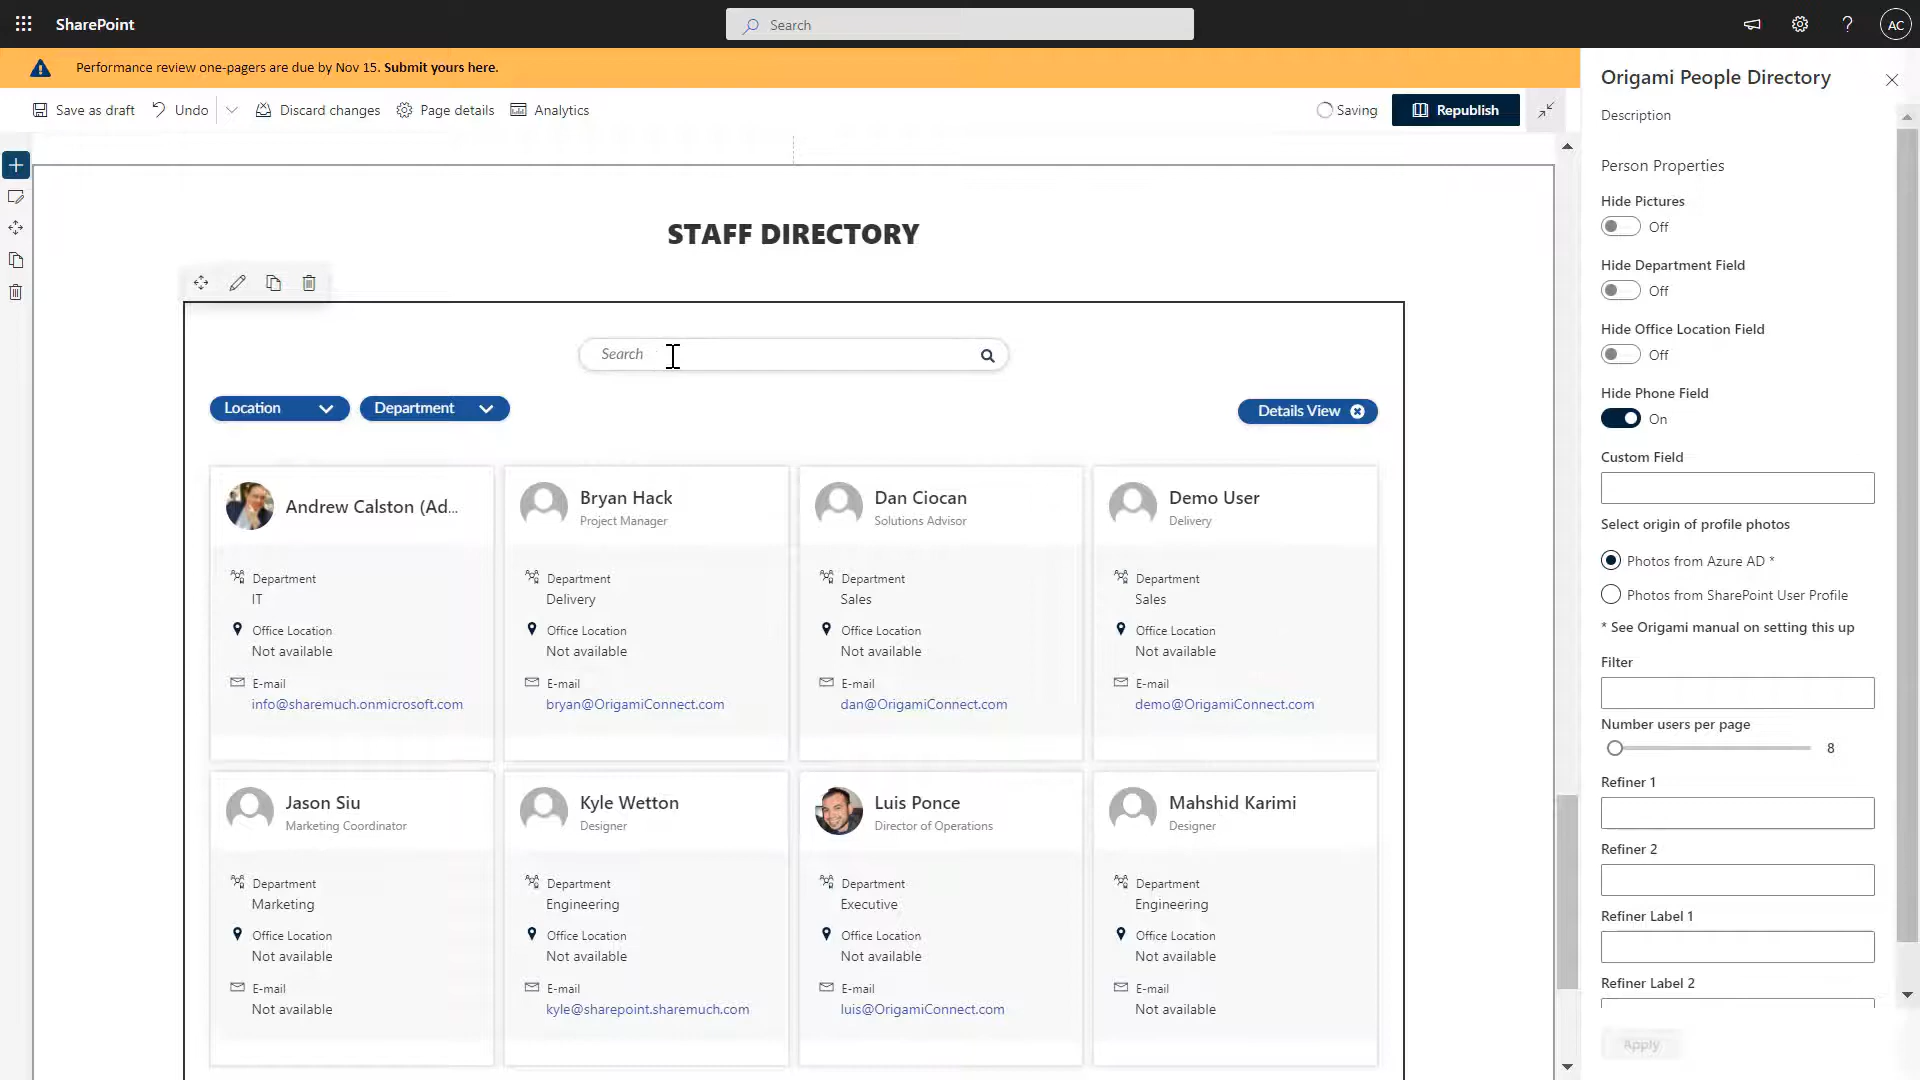 SharePoint
Search
AC
Performance review one-pagers are due by Nov 15. Submit yours here.
Save as draft
Undo
Discard changes
Page details
Analytics
Saving
Republish
STAFF DIRECTORY
Search
Location
Department
Details View
Andrew Calston (Ad...
Department
IT
Office Location
Not available
E-mail
info@sharemuch.onmicrosoft.com
Bryan Hack
Project Manager
Department
Delivery
Office Location
Not available
E-mail
bryan@OrigamiConnect.com
Dan Ciocan
Solutions Advisor
Department
Sales
Office Location
Not available
E-mail
dan@OrigamiConnect.com
Demo User
Delivery
Department
Sales
Office Location
Not available
E-mail
demo@OrigamiConnect.com
Jason Siu
Marketing Coordinator
Department
Marketing
Office Location
Not available
E-mail
Not available
Kyle Wetton
Designer
Department
Engineering
Office Location
Not available
E-mail
kyle@sharepoint.sharemuch.com
Luis Ponce
Director of Operations
Department
Executive
Office Location
Not available
E-mail
luis@OrigamiConnect.com
Mahshid Karimi
Designer
Department
Engineering
Office Location
Not available
E-mail
Not available
Origami People Directory
Description
Person Properties
Hide Pictures
Off
Hide Department Field
Off
Hide Office Location Field
Off
Hide Phone Field
On
Custom Field
Select origin of profile photos
Photos from Azure AD *
Photos from SharePoint User Profile
* See Origami manual on setting this up
Filter
Number users per page
8
Refiner 1
Refiner 2
Refiner Label 1
Refiner Label 2
Apply